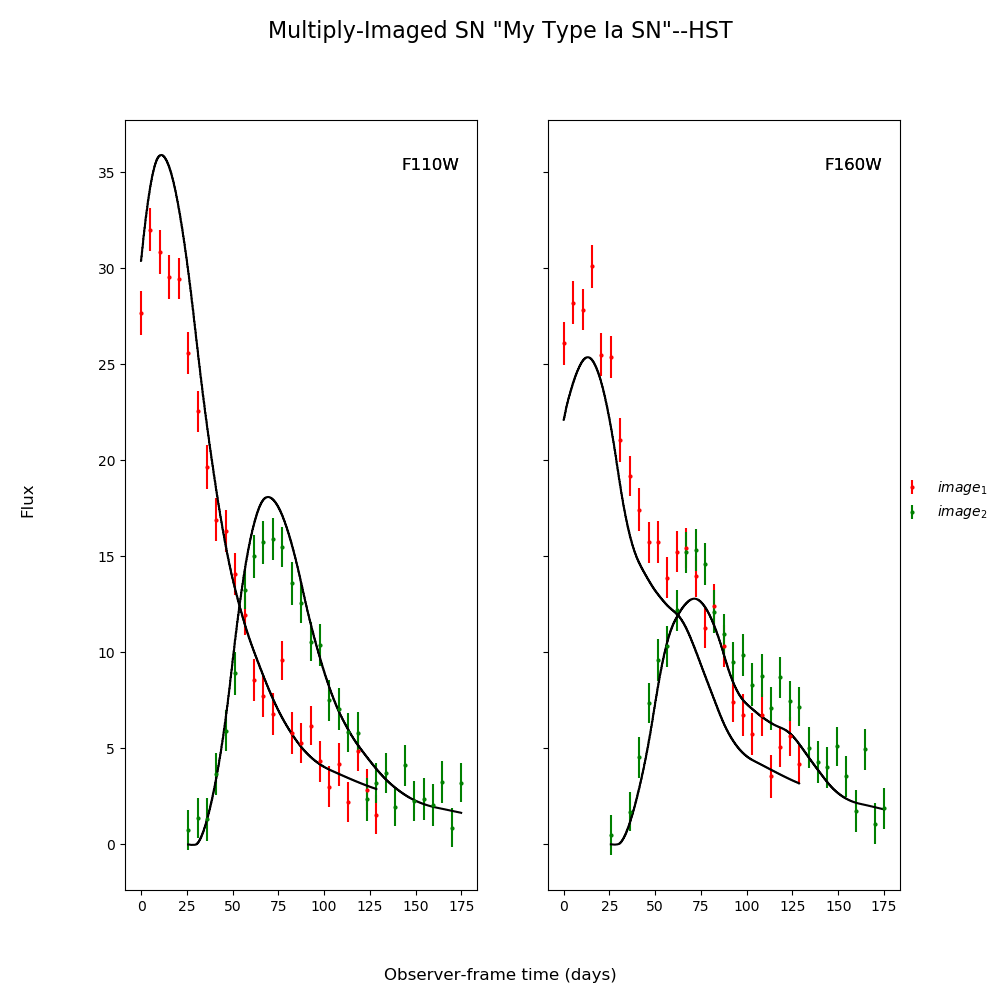 Multiply-Imaged SN "My Type Ia SN"--HST
F110W
F160W
35
30
25
20
15
10
5
0
Flux
image1
image2
0 25 50 75 100 125 150 175
0 25 50 75 100 125 150 175
Observer-frame time (days)